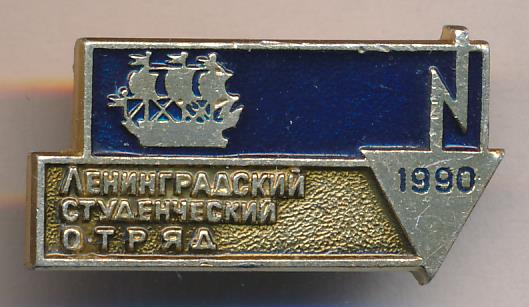 N
1990
Ленинградский
студенческий
отряд